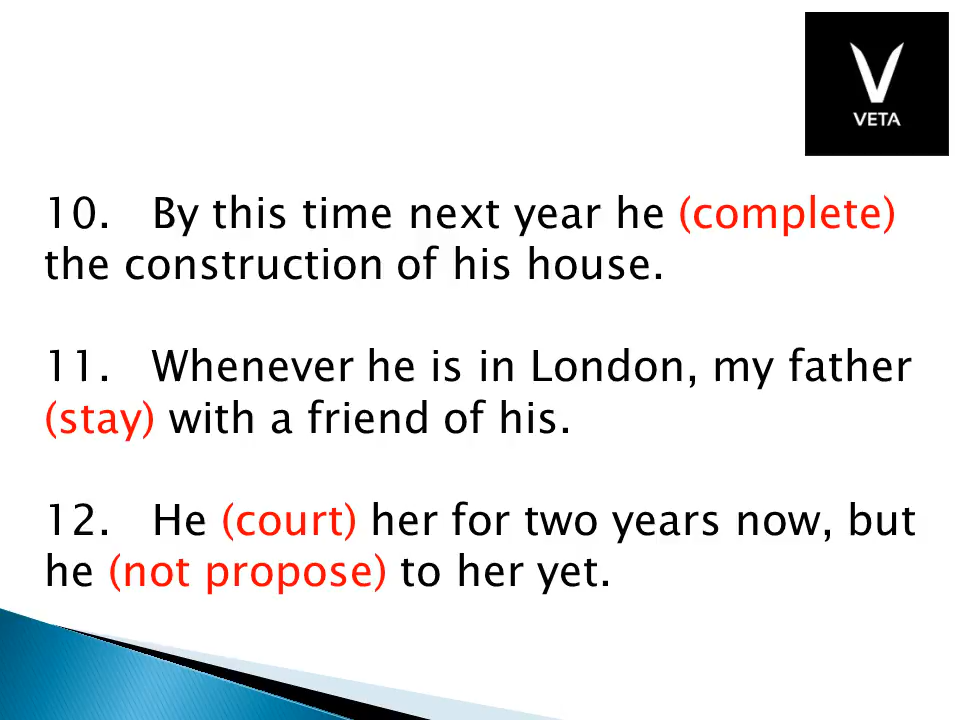 VETA
10. By this time next year he (complete)
the construction of his house.
11. Whenever he is in London, my father
(stay) with a friend of his.
12. He (court) her for two years now, but
he (not propose) to her yet.